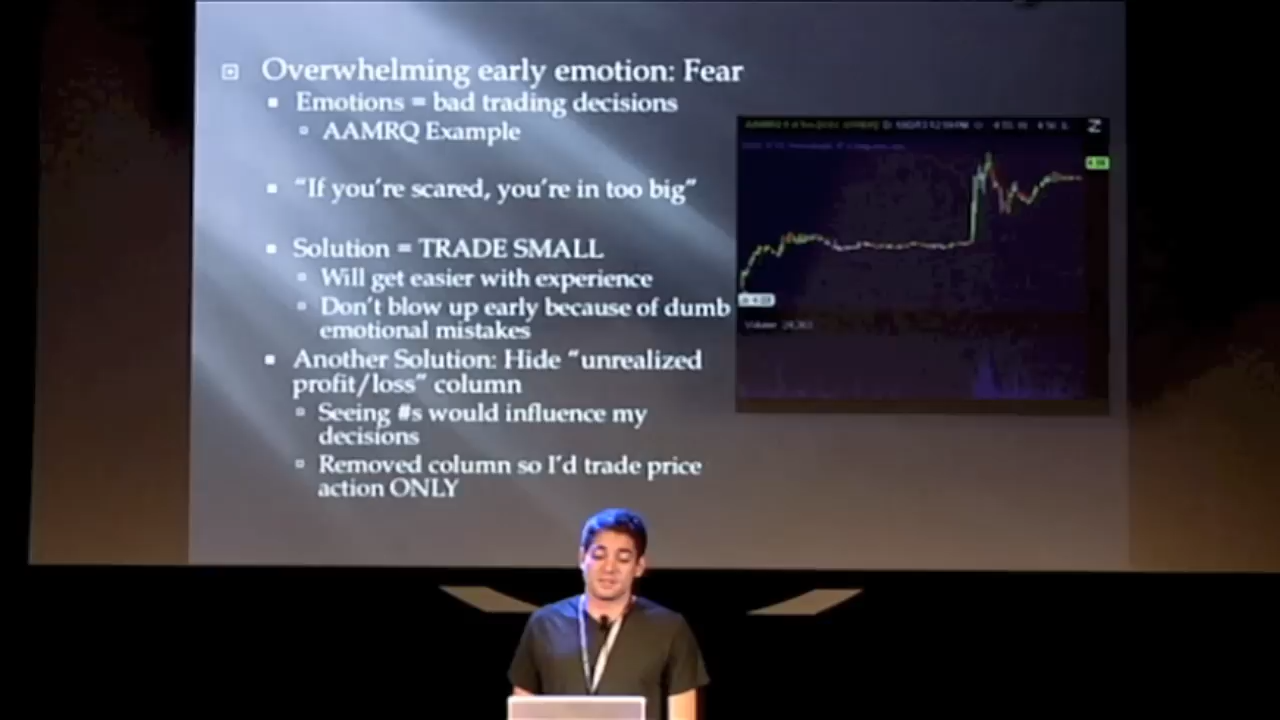 Overwhelming early emotion: Fear
Emotions = bad trading decisions
AAMRQ Example
"If you're scared, you're in too big"
Solution = TRADE SMALL
Will get easier with experience
Don't blow up early because of dumb
emotional mistakes
Another Solution: Hide "unrealized
profit/loss" column
Seeing #s would influence my
decisions
Removed column so I'd trade price
action ONLY
Z
Volume